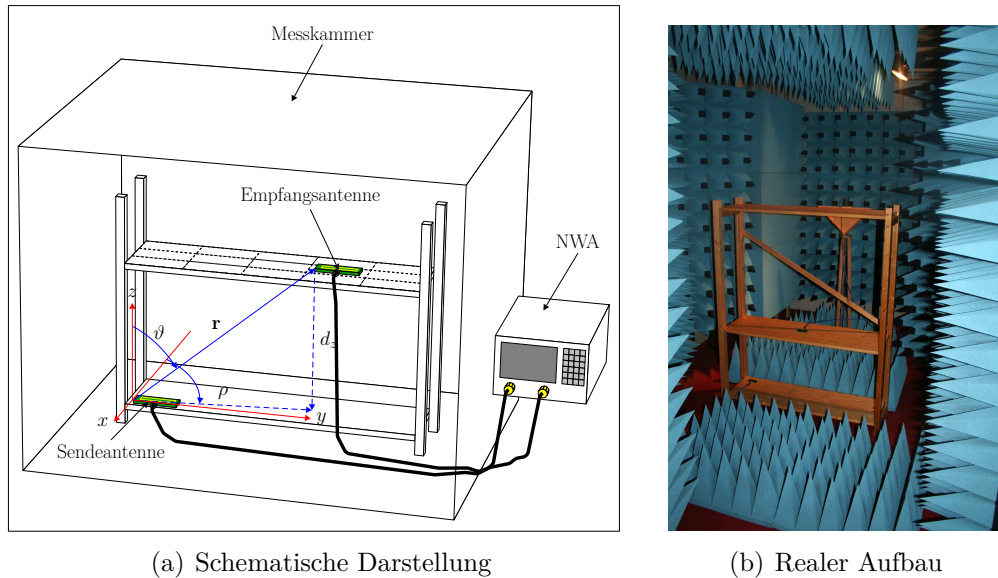 Messkammer
Empfangsantenne
NWA
z
ϑ
r
d_z
ρ
x
y
Sendeantenne
(a) Schematische Darstellung
(b) Realer Aufbau